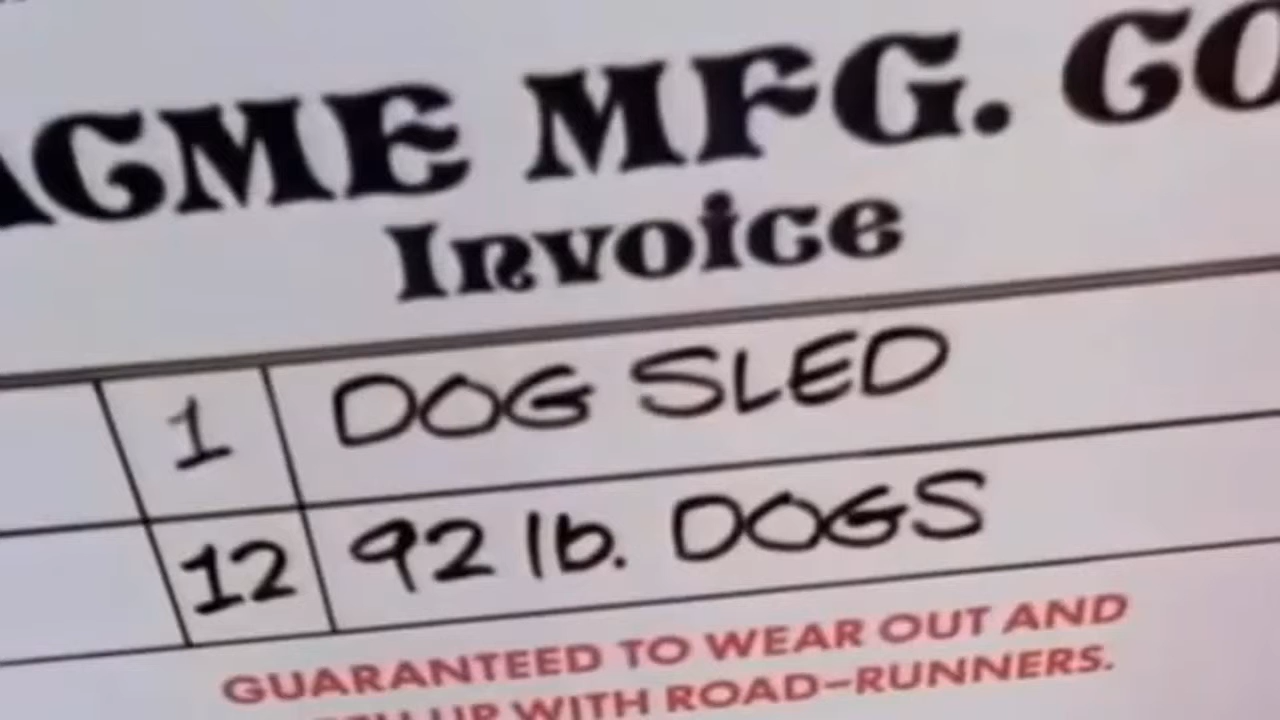 ACME MFG. CO
Invoice
1 DOG SLED
12 92 lb. DOGS
GUARANTEED TO WEAR OUT AND
UP WITH ROAD-RUNNERS.